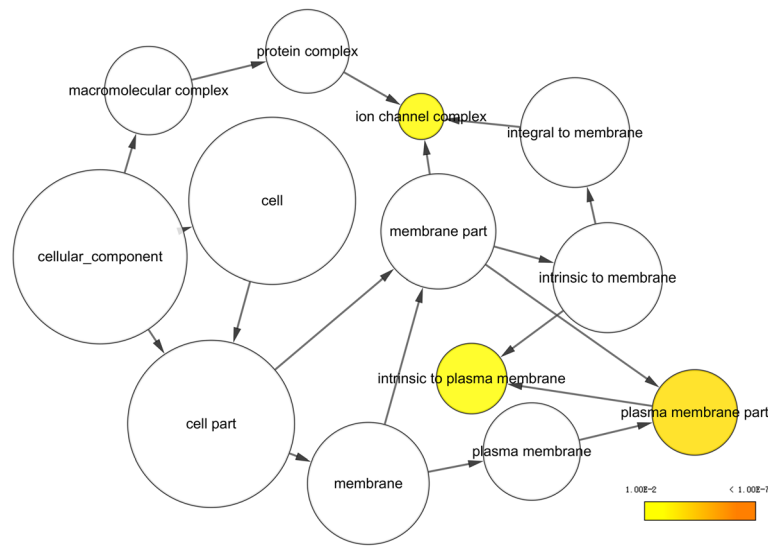 protein complex
macromolecular complex
ion channel complex
integral to membrane
cell
membrane part
cellular_component
intrinsic to membrane
intrinsic to plasma membrane
plasma membrane part
cell part
plasma membrane
membrane
1.00E-2
< 1.00E-7